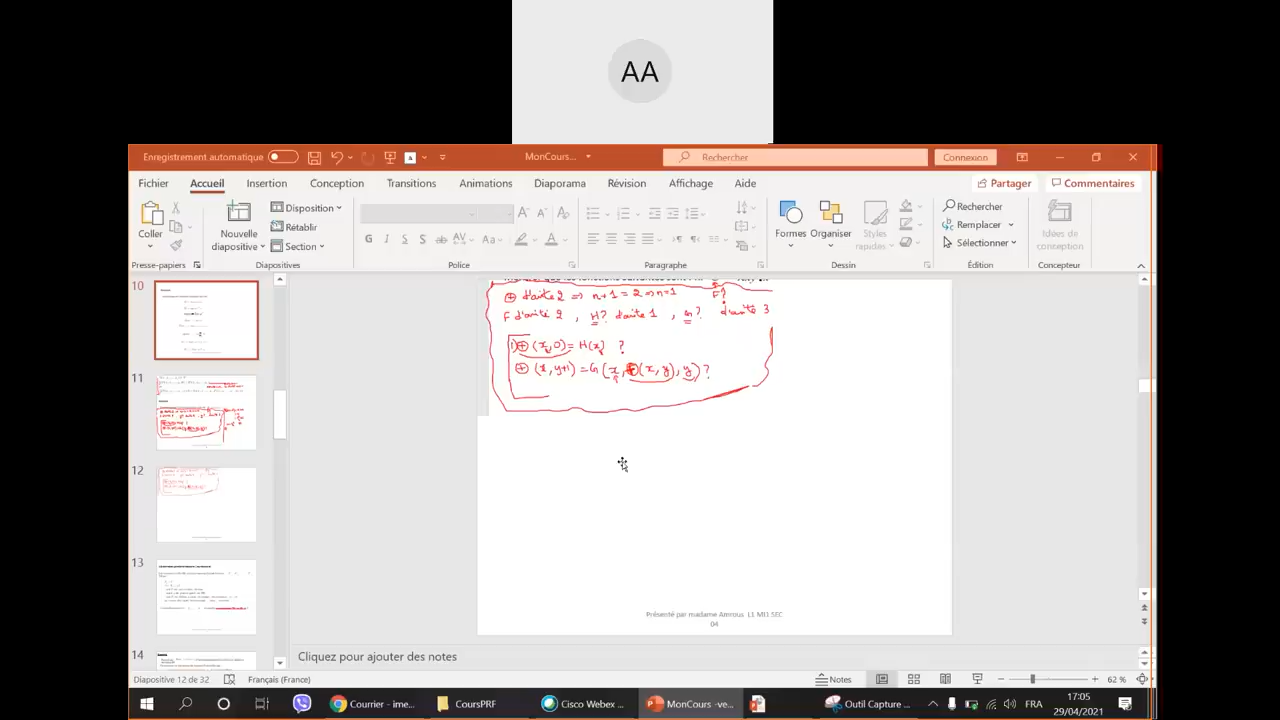 AA
Enregistrement automatique
MonCours...
Rechercher
Connexion
Fichier Accueil Insertion Conception Transitions Animations Diaporama Révision Affichage Aide Partager Commentaires
Coller
Nouvelle diapositive
Disposition
Rétablir
Section
G I S
Formes
Organiser
Styles rapides
Rechercher
Remplacer
Sélectionner
Idées de conception
Presse-papiers Diapositives Police Paragraphe Dessin Édition Concepteur
10
11
12
13
14
⊕ d'arité 2 => n+1 = 2 => n=1 F?
F d'arité 2 , H? d'arité 1 , G? d'arité 3
1) ⊕ (x, 0) = H(x) ?
⊕ (x, y+1) = G(x, ⊕(x, y), y) ?
Présenté par madame Aimrous L1 MI1 SEC
04
Cliquez pour ajouter des notes
Diapositive 12 de 32 Français (France) Notes 62 %
Courrier - ime... CoursPRF Cisco Webex ... MonCours -ve... Outil Capture ... FRA
17:05
29/04/2021